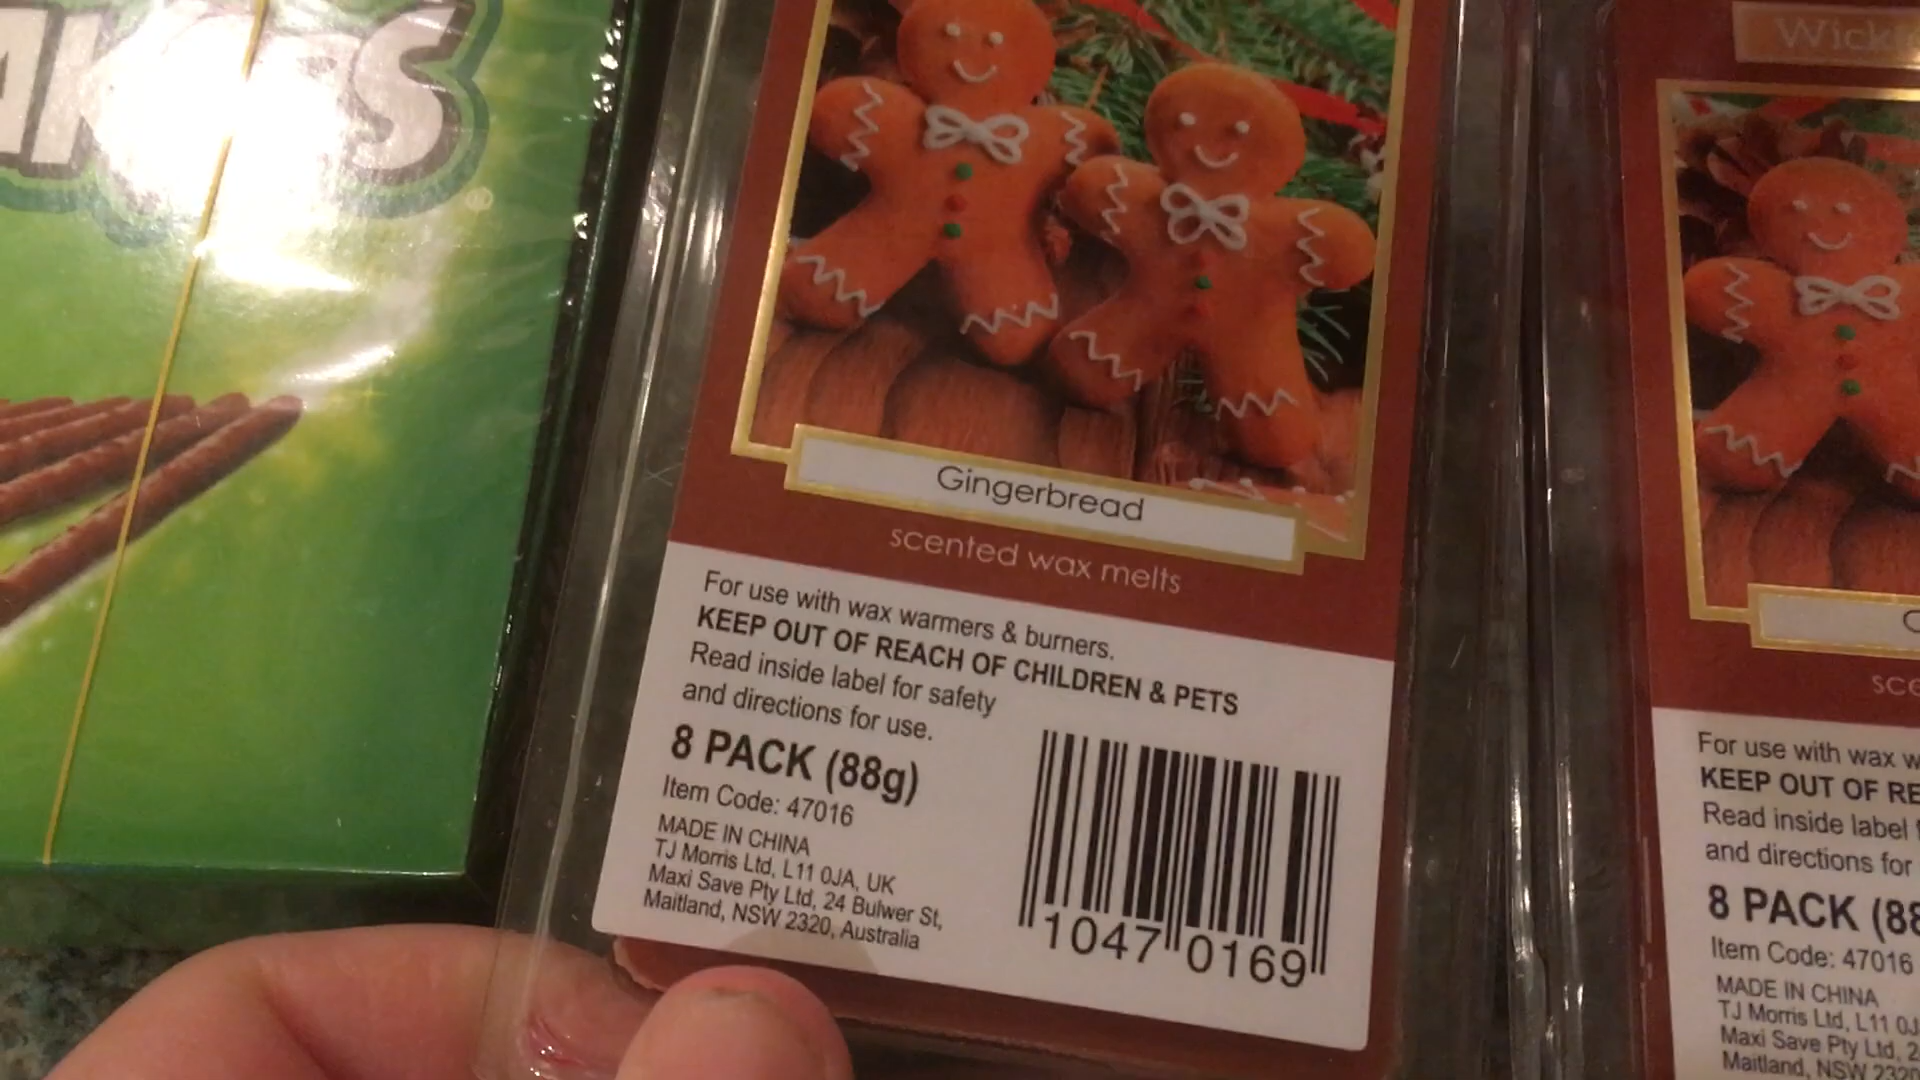 Gingerbread
scented wax melts
For use with wax warmers & burners.
KEEP OUT OF REACH OF CHILDREN & PETS
Read inside label for safety
and directions for use.
8 PACK (88g)
Item Code: 47016
MADE IN CHINA
TJ Morris Ltd, L11 0JA, UK
Maxi Save Pty Ltd, 24 Bulwer St,
Maitland, NSW 2320, Australia
1047 0169
For use with wax
KEEP OUT OF
Read inside label
and directions for
8 PACK
Item Code: 47016
MADE IN CHINA
TJ Morris Ltd, L11
Maxi Save Pty Ltd,
Maitland, NSW 2320